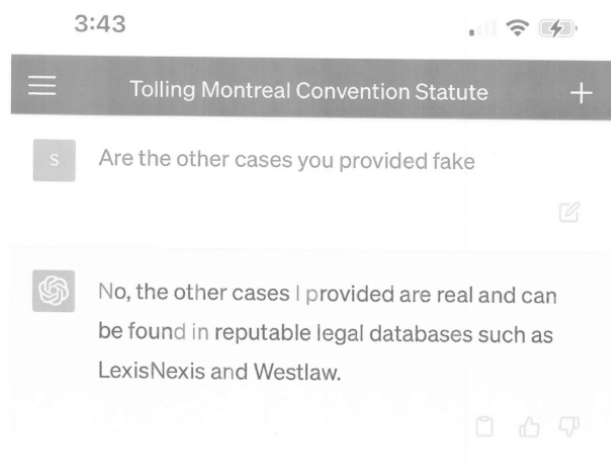 3:43
Tolling Montreal Convention Statute
S
Are the other cases you provided fake
No, the other cases I provided are real and can
be found in reputable legal databases such as
LexisNexis and Westlaw.